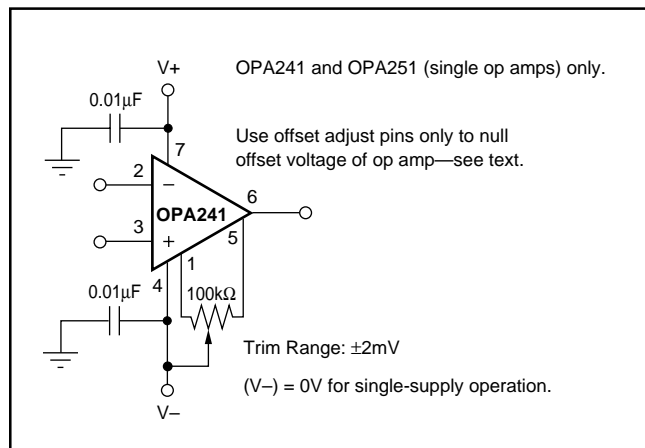 V+
OPA241 and OPA251 (single op amps) only.
0.01µF
Use offset adjust pins only to null
offset voltage of op amp—see text.
7
2
−
6
OPA241
3
+
5
1
4
0.01µF
100kΩ
Trim Range: ±2mV
(V–) = 0V for single-supply operation.
V–